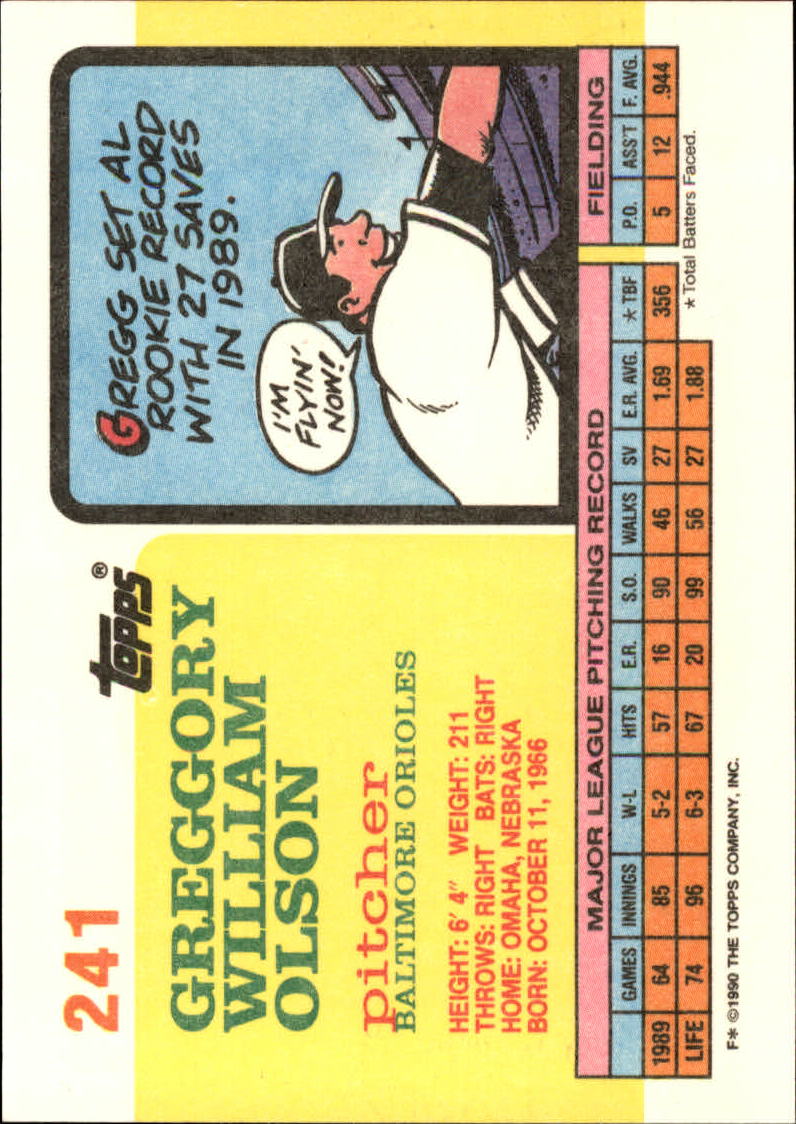 241
topps®
GREGGORY
WILLIAM
OLSON
pitcher
BALTIMORE ORIOLES
HEIGHT: 6' 4" WEIGHT: 211
THROWS: RIGHT BATS: RIGHT
HOME: OMAHA, NEBRASKA
BORN: OCTOBER 11, 1966
GREGG SET AL
ROOKIE RECORD
WITH 27 SAVES
IN 1989.
I'M
FLYIN'
NOW!
MAJOR LEAGUE PITCHING RECORD FIELDING
GAMES INNINGS W-L HITS E.R. S.O. WALKS SV E.R. AVG. *TBF P.O. ASS'T F. AVG.
1989 64 85 5-2 57 16 90 46 27 1.69 356 5 12 .944
LIFE 74 96 6-3 67 20 99 56 27 1.88
*Total Batters Faced.
F* ©1990 THE TOPPS COMPANY, INC.